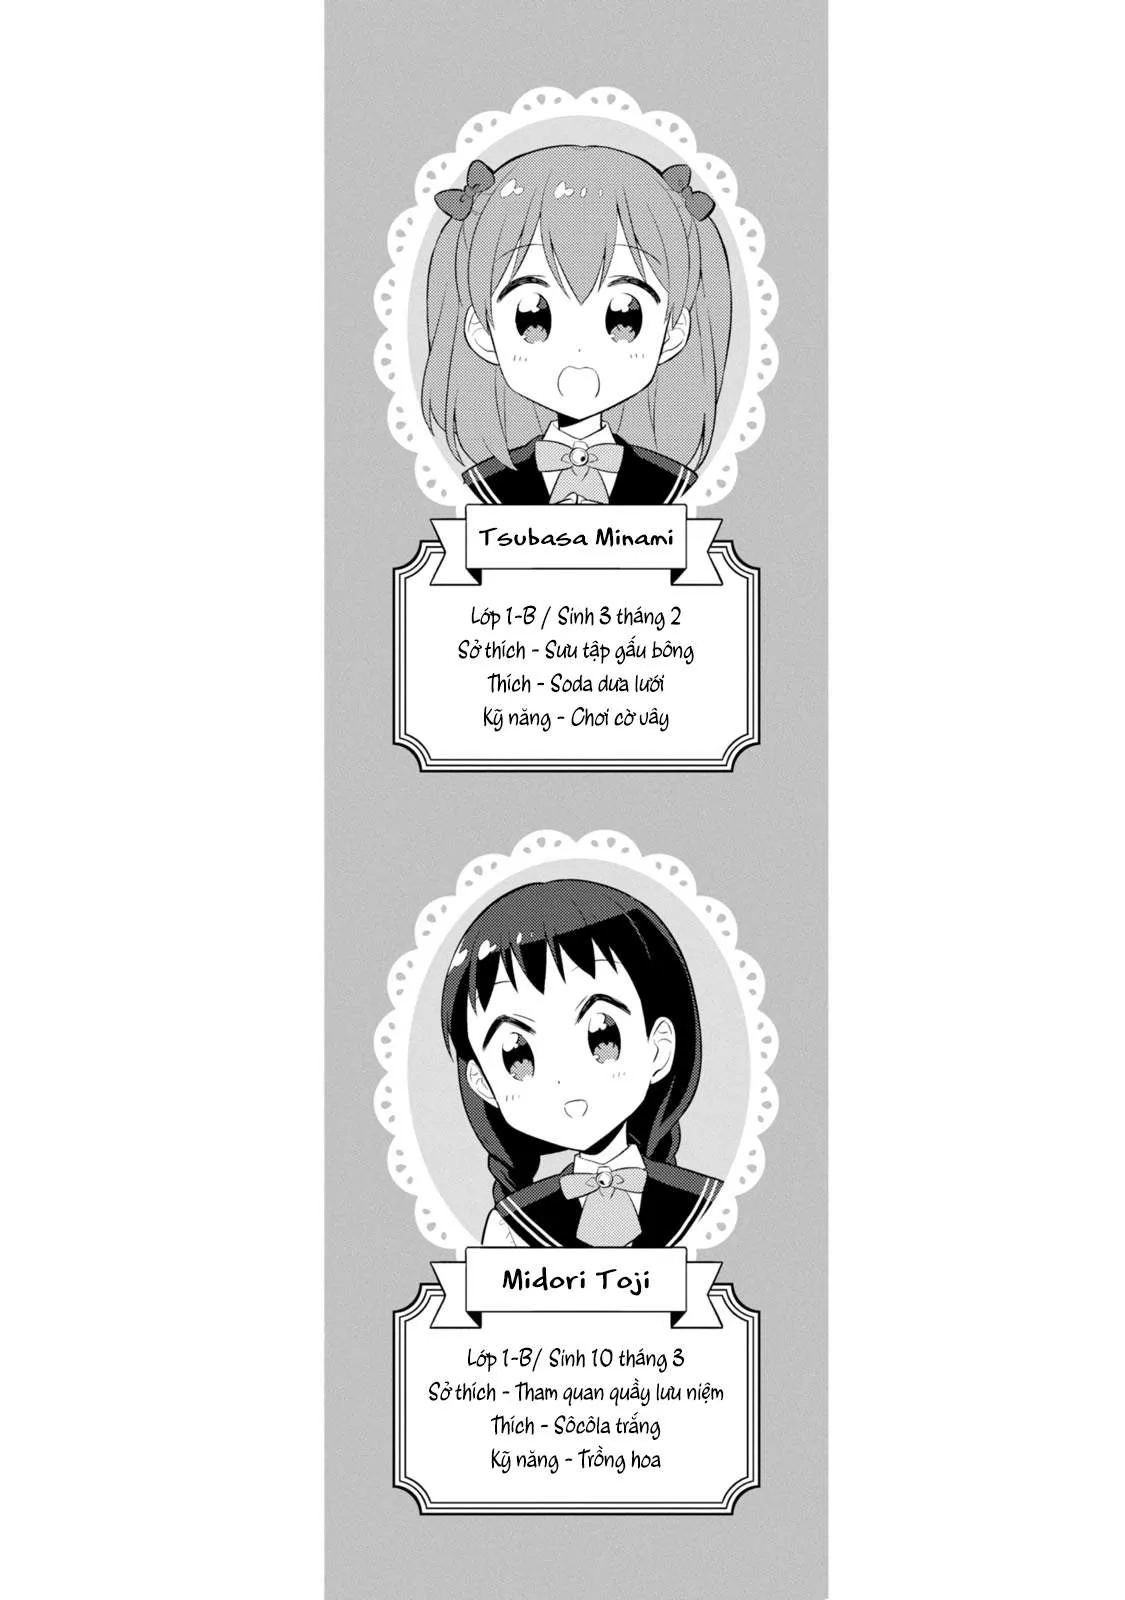 Tsubasa Minami
Lớp 1-B / Sinh 3 tháng 2
Sở thích - Sưu tập gấu bông
Thích - Soda dưa lưới
Kỹ năng - Chơi cờ vây
Midori Toji
Lớp 1-B/ Sinh 10 tháng 3
Sở thích - Tham quan quầy lưu niệm
Thích - Sôcôla trắng
Kỹ năng - Trồng hoa